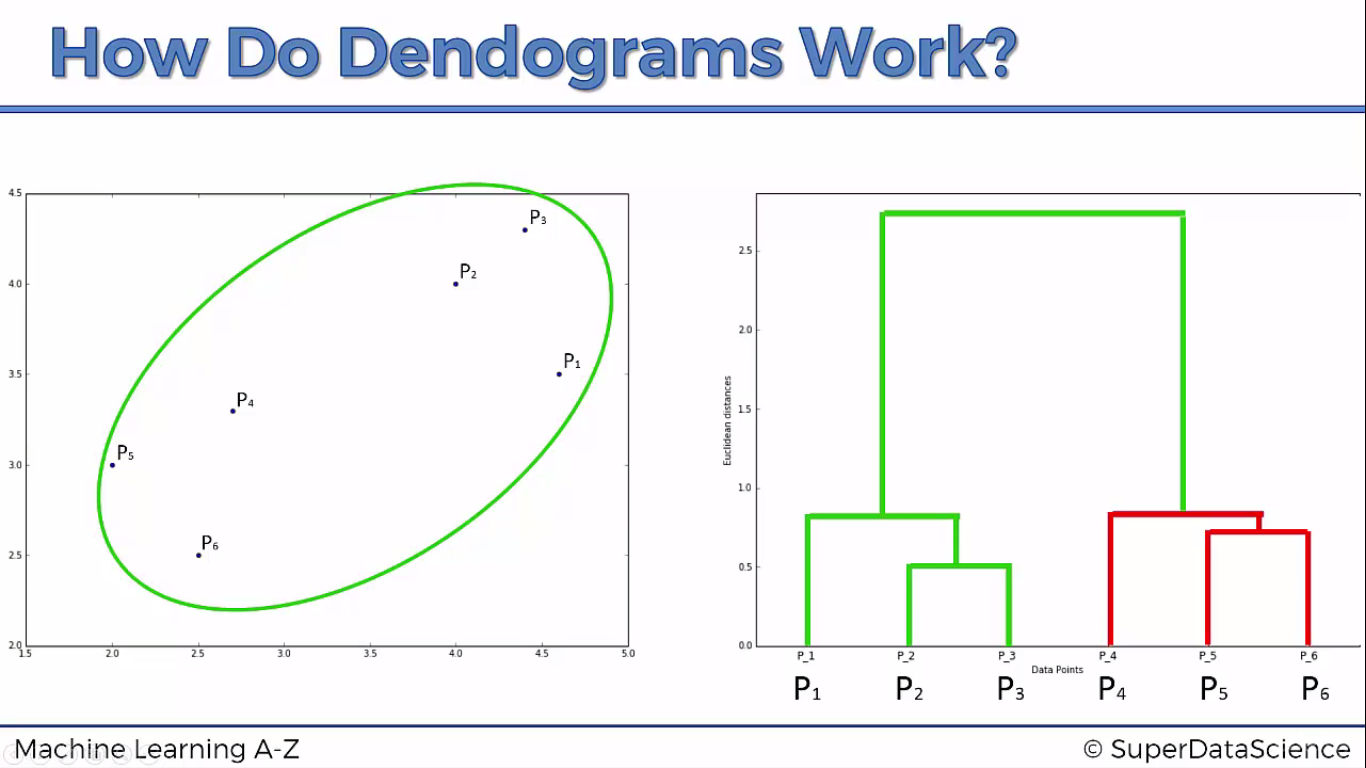 How Do Dendograms Work?
4.5
4.0
3.5
3.0
2.5
2.0
1.5 2.0 2.5 3.0 3.5 4.0 4.5 5.0
P3
P2
P1
P4
P5
P6
2.5
2.0
1.5
1.0
0.5
0.0
Euclidean distances
P_1 P_2 P_3 P_4 P_5 P_6
Data Points
P1 P2 P3 P4 P5 P6
Machine Learning A-Z
© SuperDataScience